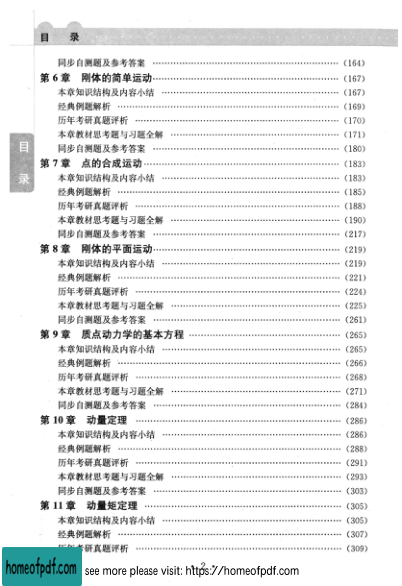 目 录
同步自测题及参考答案 (164)
第 6 章 刚体的简单运动 (167)
本章知识结构及内容小结 (167)
经典例题解析 (169)
历年考研真题评析 (170)
本章教材思考题与习题全解 (171)
同步自测题及参考答案 (180)
第 7 章 点的合成运动 (183)
本章知识结构及内容小结 (183)
经典例题解析 (185)
历年考研真题评析 (188)
本章教材思考题与习题全解 (190)
同步自测题及参考答案 (217)
第 8 章 刚体的平面运动 (219)
本章知识结构及内容小结 (219)
经典例题解析 (221)
历年考研真题评析 (224)
本章教材思考题与习题全解 (225)
同步自测题及参考答案 (261)
第 9 章 质点动力学的基本方程 (265)
本章知识结构及内容小结 (265)
经典例题解析 (266)
历年考研真题评析 (268)
本章教材思考题与习题全解 (271)
同步自测题及参考答案 (284)
第 10 章 动量定理 (286)
本章知识结构及内容小结 (286)
经典例题解析 (288)
历年考研真题评析 (291)
本章教材思考题与习题全解 (293)
同步自测题及参考答案 (303)
第 11 章 动量矩定理 (305)
本章知识结构及内容小结 (305)
经典例题解析 (307)
历年考研真题评析 (309)
目
录
2
homeofpdf.com
see more please visit: https://homeofpdf.com